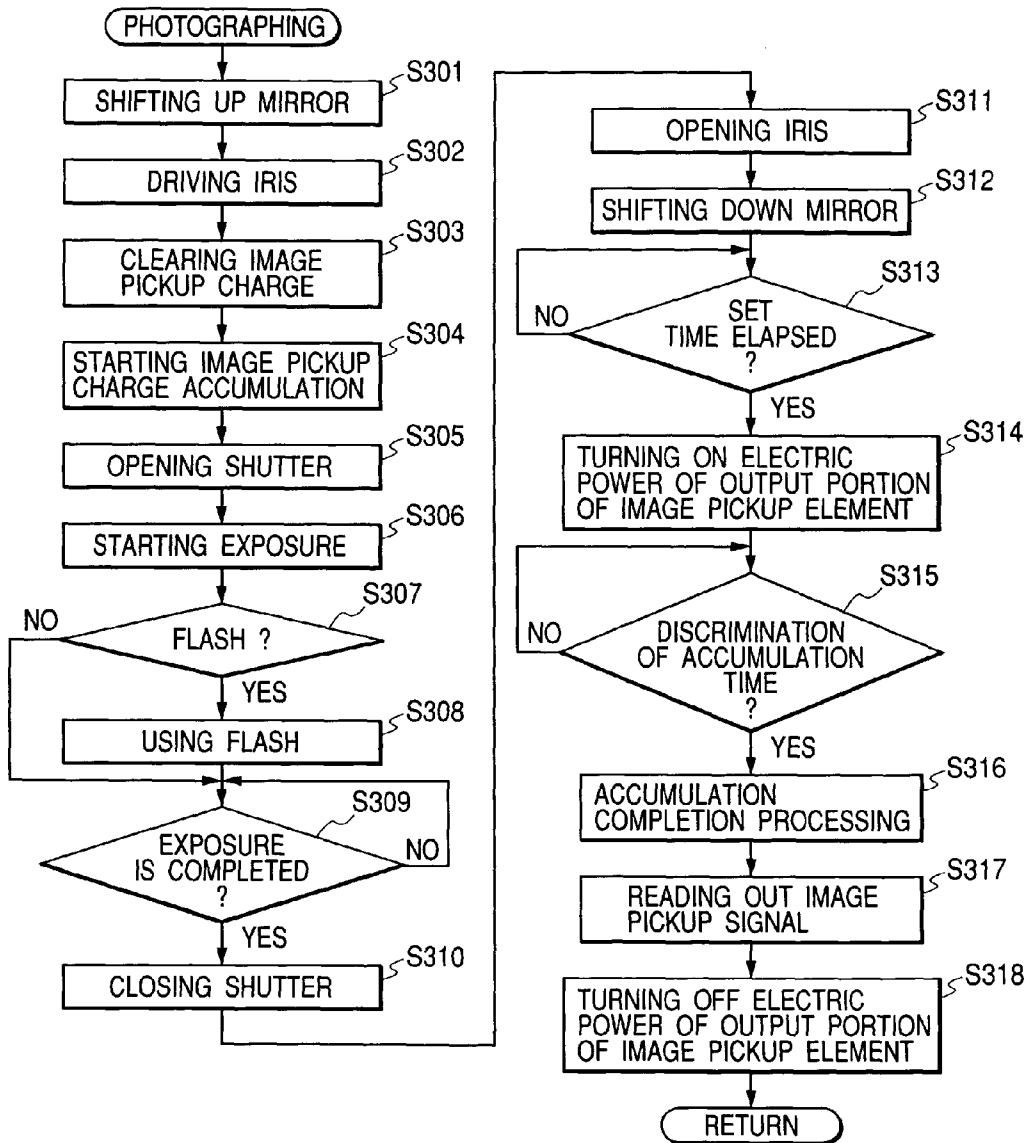 PHOTOGRAPHING
S301
SHIFTING UP MIRROR
S302
DRIVING IRIS
S303
CLEARING IMAGE
PICKUP CHARGE
S304
STARTING IMAGE PICKUP
CHARGE ACCUMULATION
S305
OPENING SHUTTER
S306
STARTING EXPOSURE
S307
NO
FLASH ?
YES
S308
USING FLASH
S309
EXPOSURE
IS COMPLETED
?
NO
YES
S310
CLOSING SHUTTER
S311
OPENING IRIS
S312
SHIFTING DOWN MIRROR
S313
NO
SET
TIME ELAPSED
?
YES
S314
TURNING ON ELECTRIC
POWER OF OUTPUT PORTION
OF IMAGE PICKUP ELEMENT
S315
NO
DISCRIMINATION
OF ACCUMULATION
TIME
?
YES
S316
ACCUMULATION
COMPLETION PROCESSING
S317
READING OUT IMAGE
PICKUP SIGNAL
S318
TURNING OFF ELECTRIC
POWER OF OUTPUT PORTION
OF IMAGE PICKUP ELEMENT
RETURN